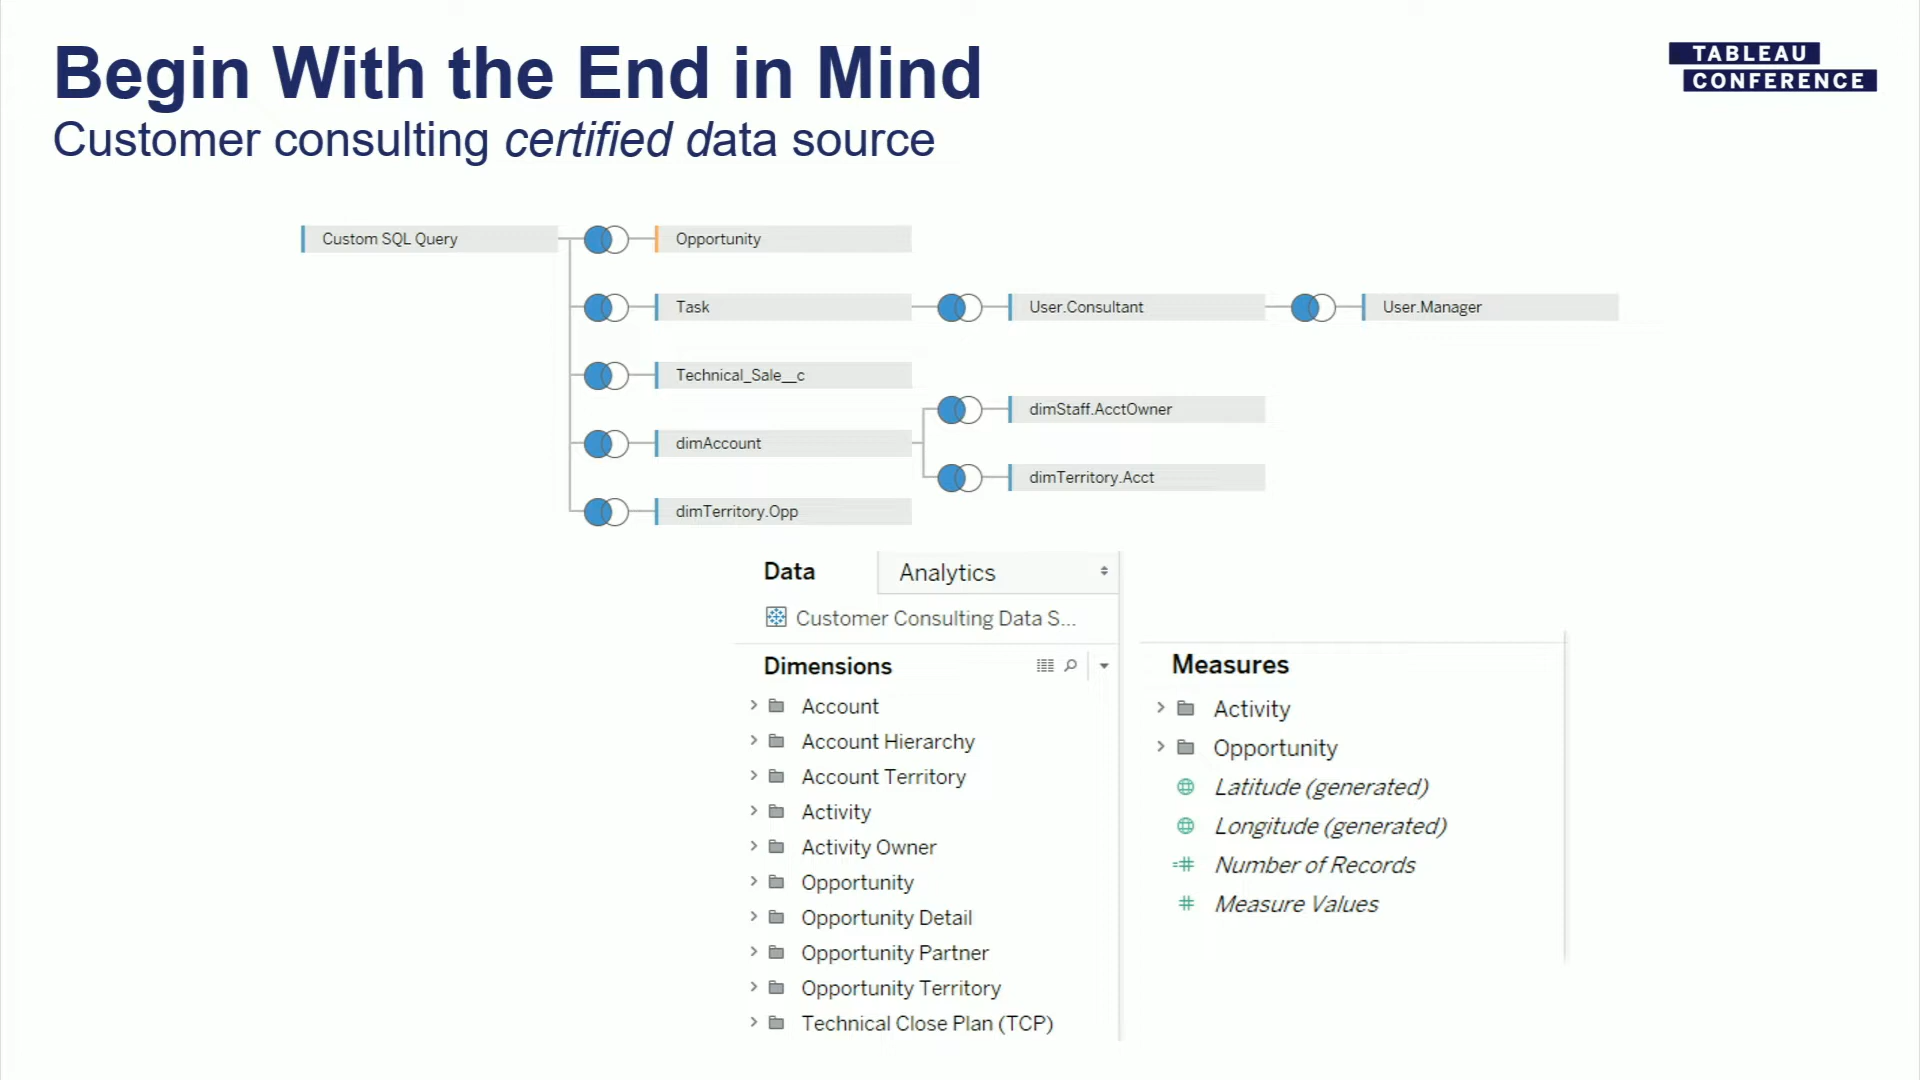 Begin With the End in Mind
Customer consulting certified data source
TABLEAU
CONFERENCE
Custom SQL Query
Opportunity
Task
User.Consultant
User.Manager
Technical_Sale__c
dimStaff.AcctOwner
dimAccount
dimTerritory.Acct
dimTerritory.Opp
Data
Analytics
Customer Consulting Data S...
Dimensions
Account
Account Hierarchy
Account Territory
Activity
Activity Owner
Opportunity
Opportunity Detail
Opportunity Partner
Opportunity Territory
Technical Close Plan (TCP)
Measures
Activity
Opportunity
Latitude (generated)
Longitude (generated)
Number of Records
Measure Values